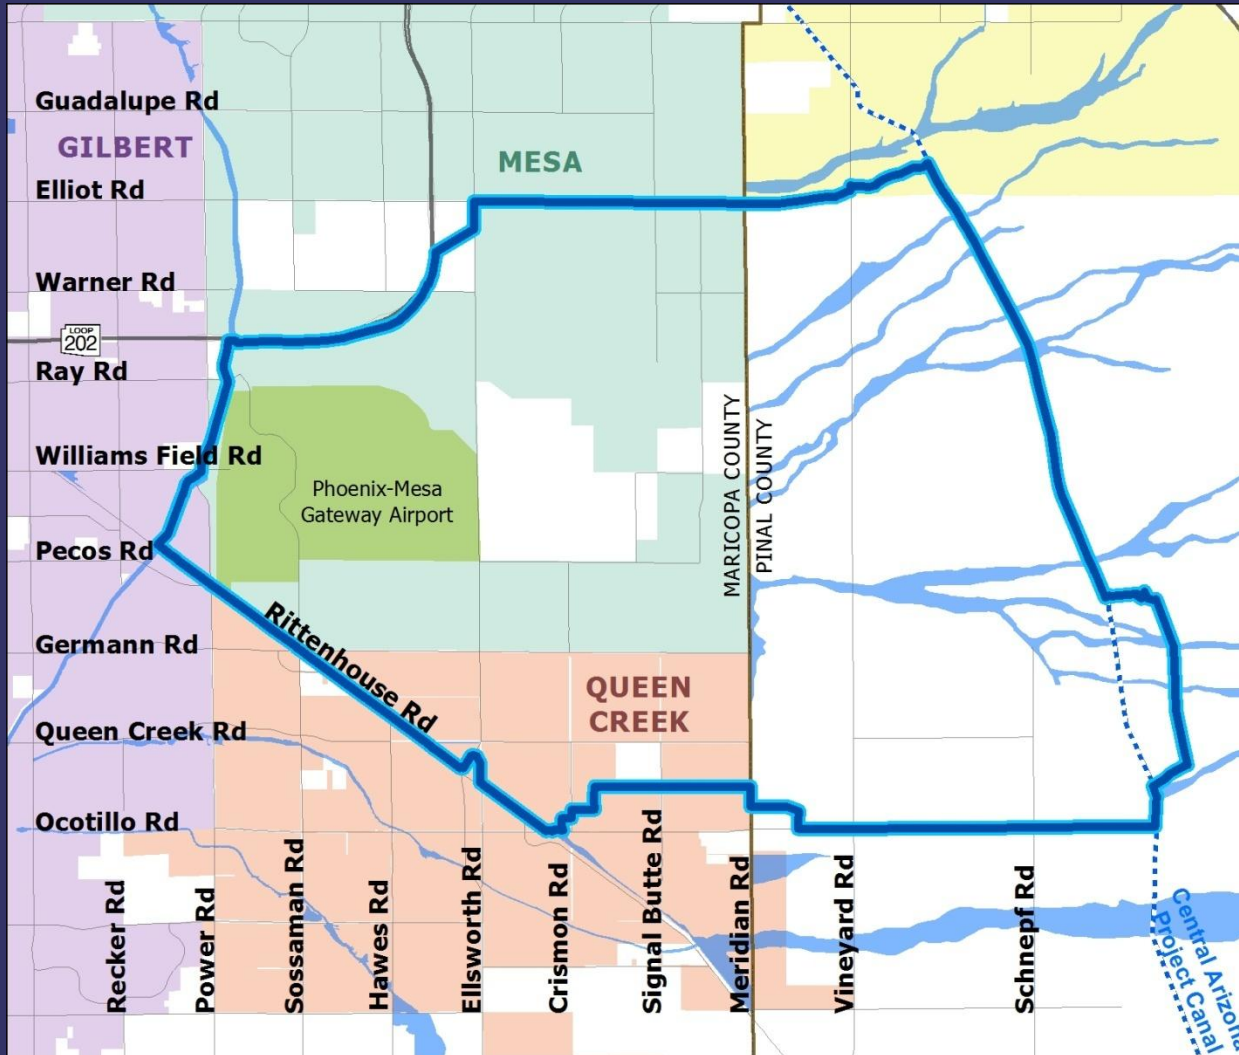 Guadalupe Rd
GILBERT
MESA
Elliot Rd
Warner Rd
LOOP
202
Ray Rd
Williams Field Rd
Phoenix-Mesa
Gateway Airport
MARICOPA COUNTY
PINAL COUNTY
Pecos Rd
Rittenhouse Rd
Germann Rd
QUEEN
CREEK
Queen Creek Rd
Ocotillo Rd
Recker Rd
Power Rd
Sossaman Rd
Hawes Rd
Ellsworth Rd
Crismon Rd
Signal Butte Rd
Meridian Rd
Vineyard Rd
Schnepf Rd
Central Arizona
Project Canal